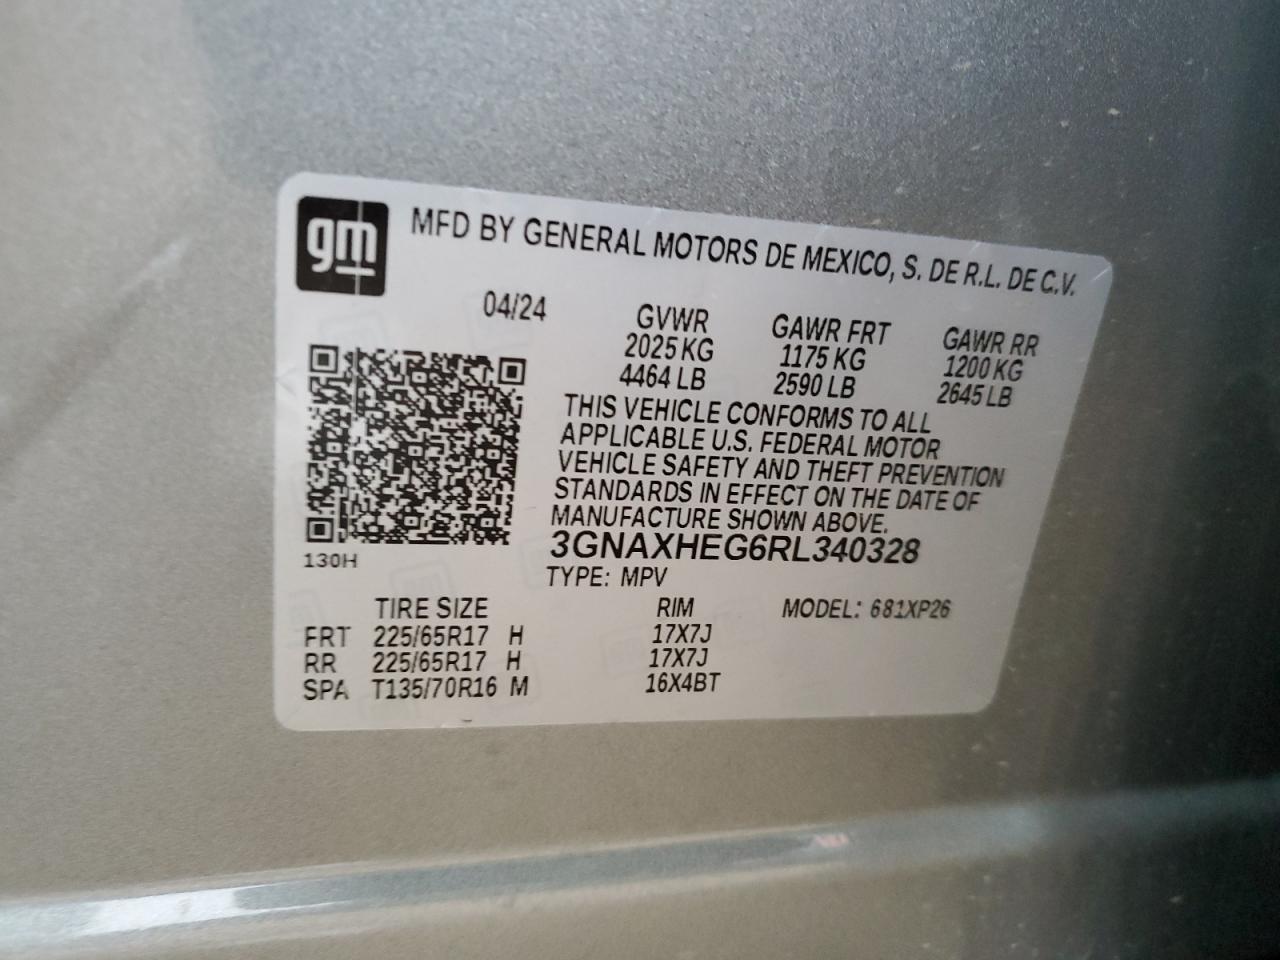 gm MFD BY GENERAL MOTORS DE MEXICO, S. DE R.L. DE C.V.
04/24 GVWR GAWR FRT GAWR RR
2025 KG 1175 KG 1200 KG
4464 LB 2590 LB 2645 LB
THIS VEHICLE CONFORMS TO ALL
APPLICABLE U.S. FEDERAL MOTOR
VEHICLE SAFETY AND THEFT PREVENTION
STANDARDS IN EFFECT ON THE DATE OF
MANUFACTURE SHOWN ABOVE.
3GNAXHEG6RL340328
130H
TYPE: MPV
TIRE SIZE RIM MODEL: 681XP26
FRT 225/65R17 H 17X7J
RR 225/65R17 H 17X7J
SPA T135/70R16 M 16X4BT